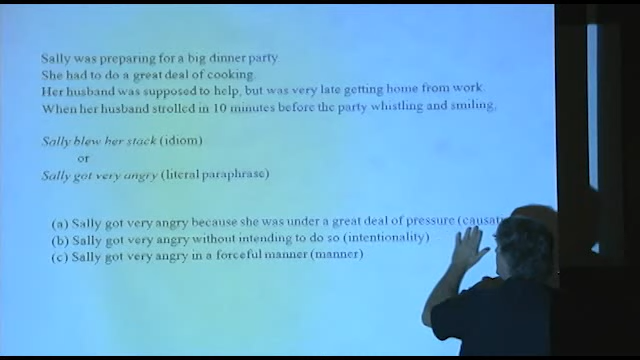 Sally was preparing for a big dinner party
She had to do a great deal of cooking.
Her husband was supposed to help, but was very late getting home from work.
When her husband strolled in 10 minutes before the party whistling and smiling,
Sally blew her stack (idiom)
or
Sally got very angry (literal paraphrase)
(a) Sally got very angry because she was under a great deal of pressure
(b) Sally got very angry without intending to do so (intentionality)
(c) Sally got very angry in a forceful manner (manner)